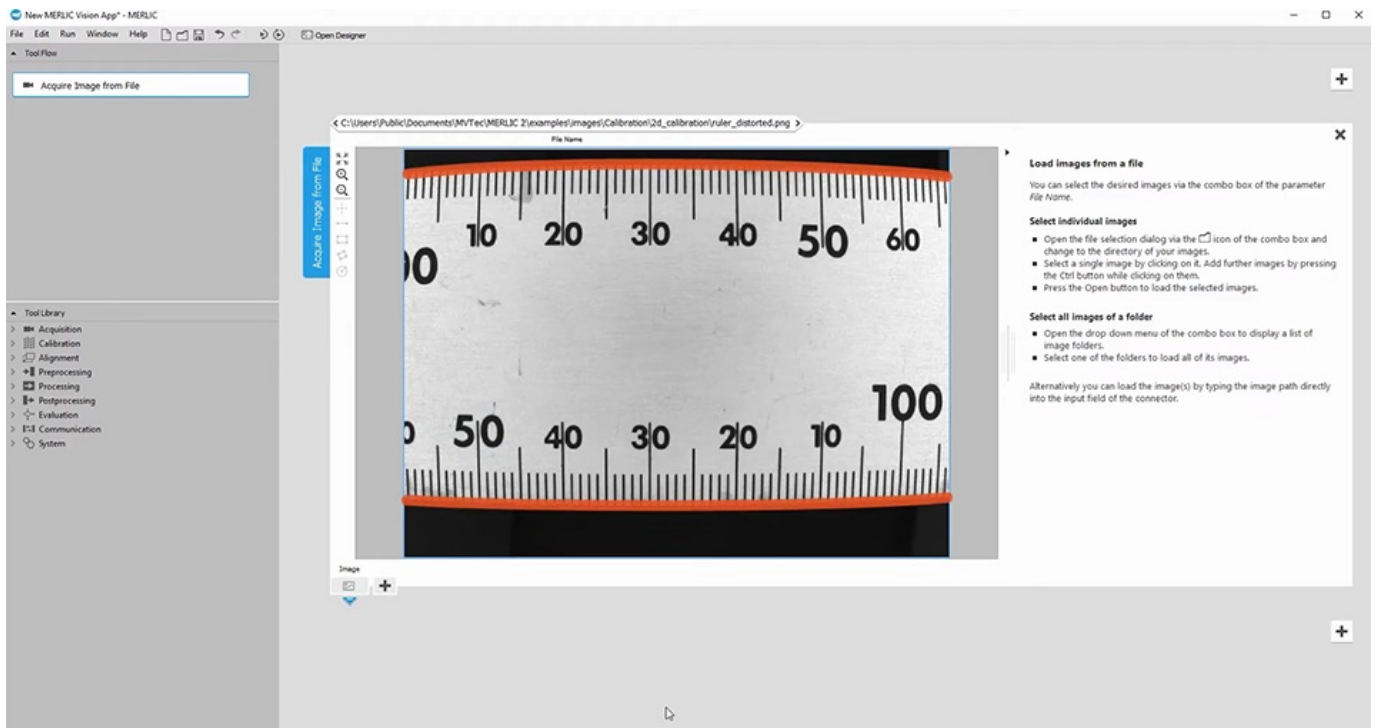 New MERLIC Vision App* - MERLIC
File Edit Run Window Help Open Designer
Tool Flow
Acquire Image from File
C:\Users\Public\Documents\MVTec\MERLIC 2\examples\images\Calibration\2d_calibration\ruler_distorted.png
File Name
Acquire Image from File
10 20 30 40 50 60
00
100
50 40 30 20 10
Image
Load images from a file
You can select the desired images via the combo box of the parameter
File Name.
Select individual images
Open the file selection dialog via the icon of the combo box and
change to the directory of your images.
Select a single image by clicking on it. Add further images by pressing
the Ctrl button while clicking on them.
Press the Open button to load the selected images.
Select all images of a folder
Open the drop down menu of the combo box to display a list of
image folders.
Select one of the folders to load all of its images.
Alternatively you can load the image(s) by typing the image path directly
into the input field of the connector.
Tool Library
Acquisition
Calibration
Alignment
Preprocessing
Processing
Postprocessing
Evaluation
Communication
System